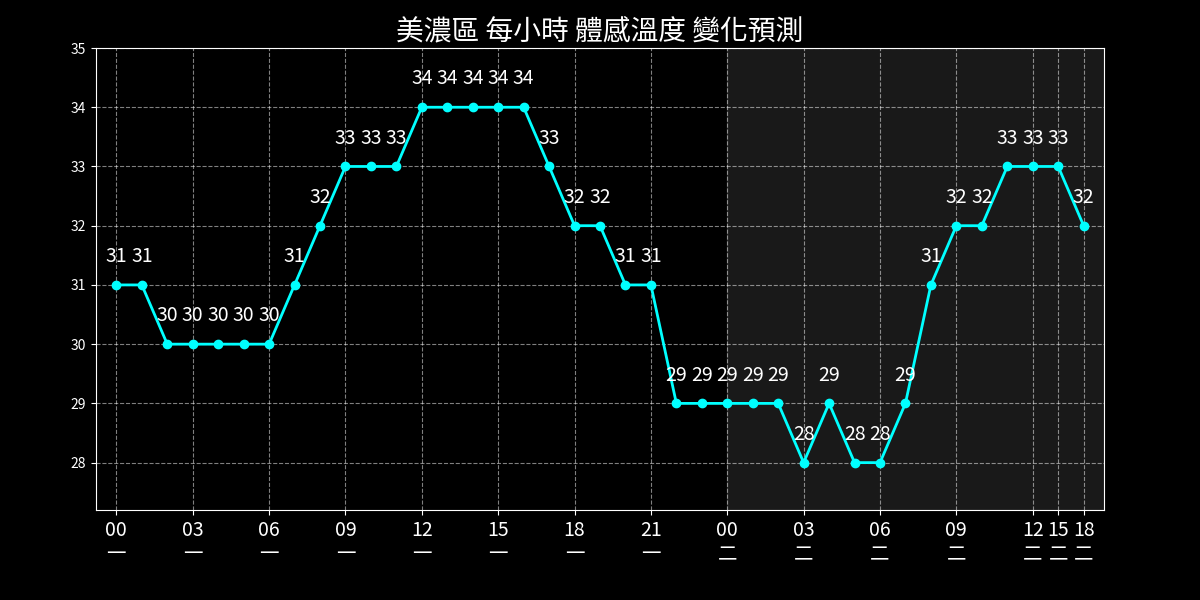 美濃區 每小時 體感溫度 變化預測
35
34
33
32
31
30
29
28
34 34 34 34 34
33 33 33 33 33 33 33
32 32 32 32 32 32
31 31 31 31 31 31
30 30 30 30 30
29 29 29 29 29 29 29
28 28 28
00 03 06 09 12 15 18 21 00 03 06 09 12 15 18
一 一 一 一 一 一 一 一 二 二 二 二 二 二 二